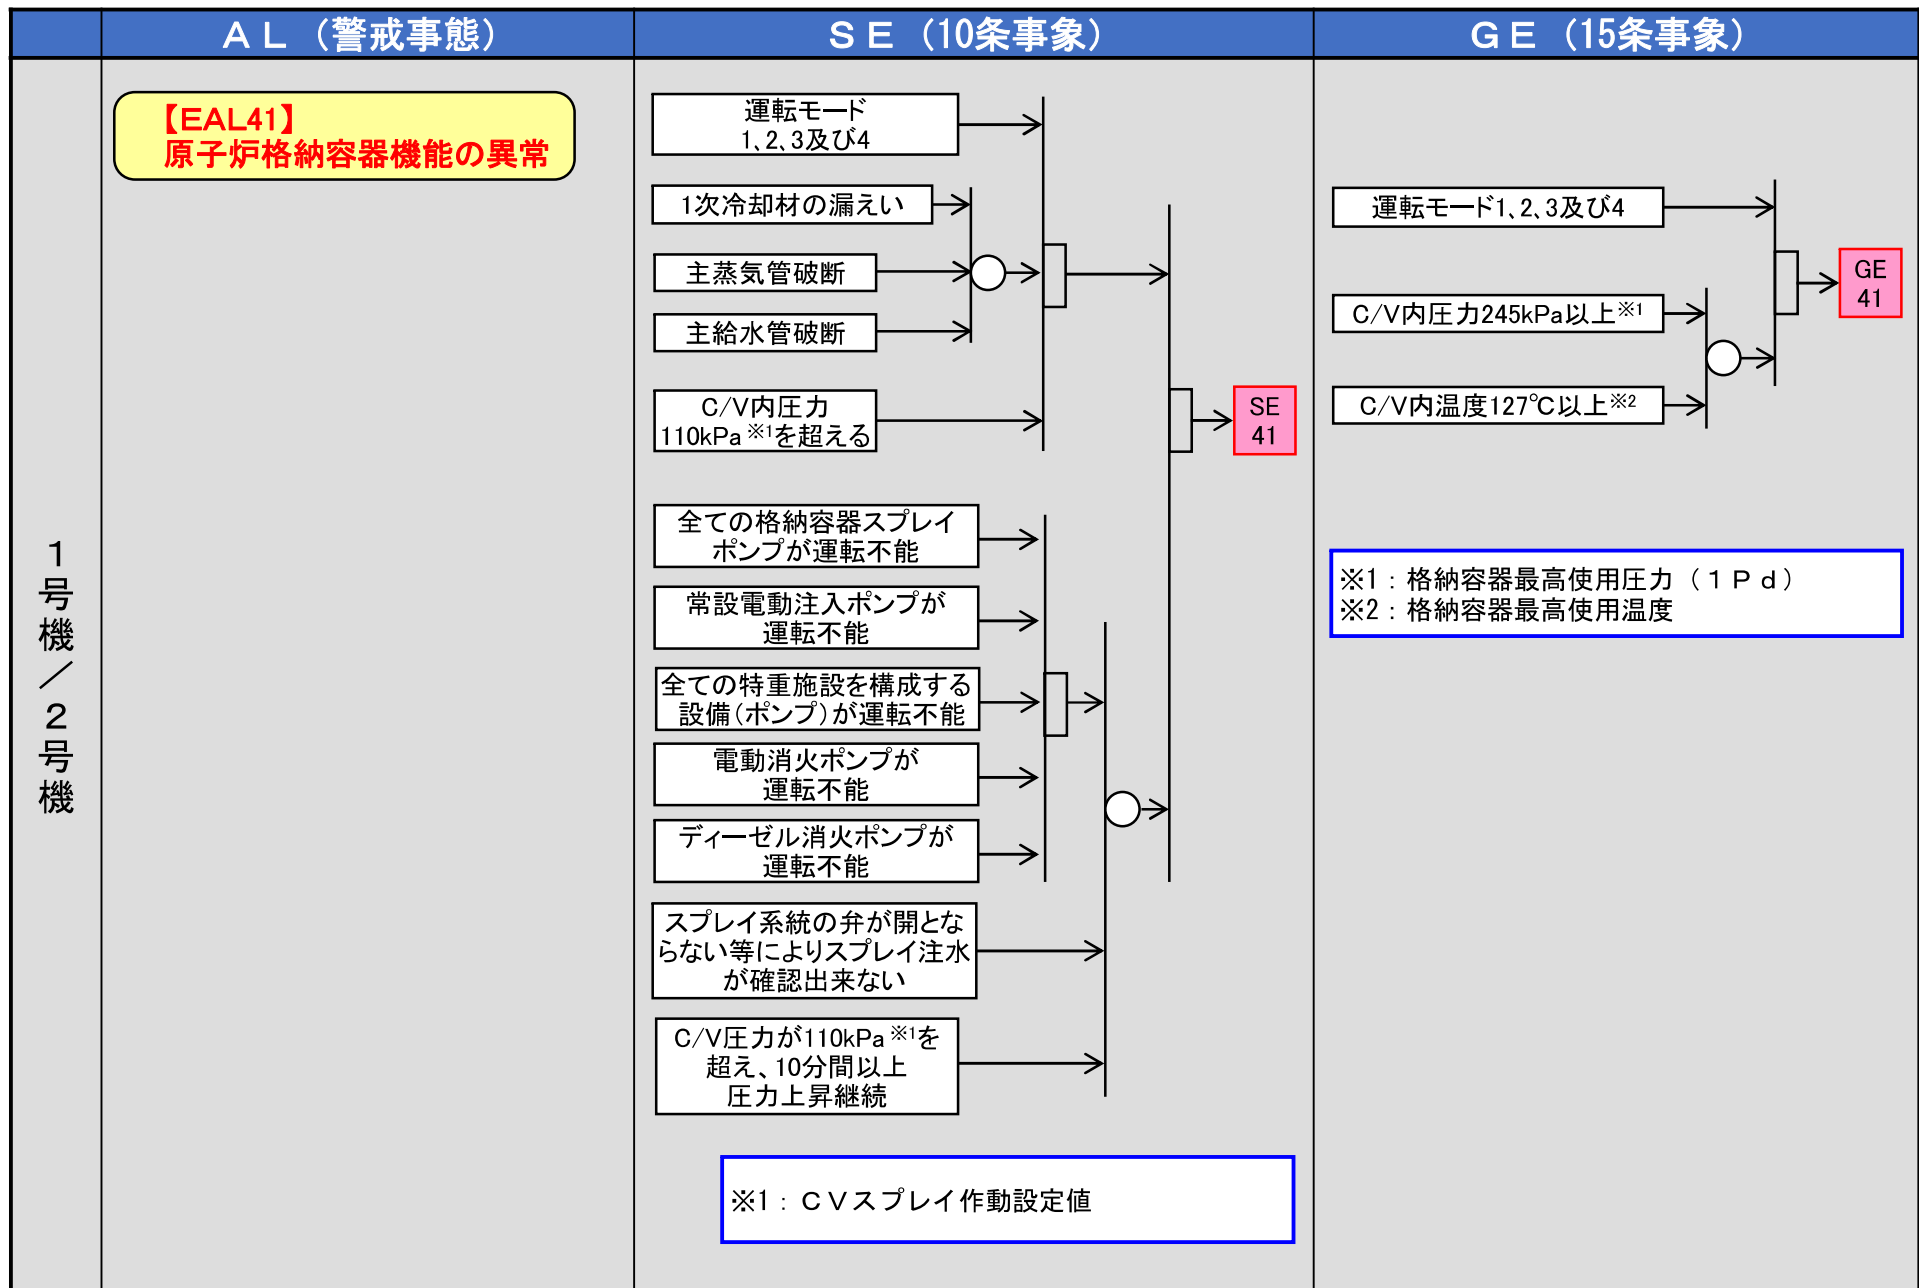 ＡＬ（警戒事態）
ＳＥ（10条事象）
ＧＥ（15条事象）
1号機／2号機
【EAL41】
原子炉格納容器機能の異常
運転モード
1、2、3及び4
1次冷却材の漏えい
主蒸気管破断
主給水管破断
C/V内圧力
110kPa※1を超える
SE
41
全ての格納容器スプレイ
ポンプが運転不能
常設電動注入ポンプが
運転不能
全ての特重施設を構成する
設備（ポンプ）が運転不能
電動消火ポンプが
運転不能
ディーゼル消火ポンプが
運転不能
スプレイ系統の弁が開とな
らない等によりスプレイ注水
が確認出来ない
C/V圧力が110kPa※1を
超え、10分間以上
圧力上昇継続
※1：ＣＶスプレイ作動設定値
運転モード1、2、3及び4
C/V内圧力245kPa以上※1
C/V内温度127℃以上※2
GE
41
※1：格納容器最高使用圧力（１Ｐｄ）
※2：格納容器最高使用温度